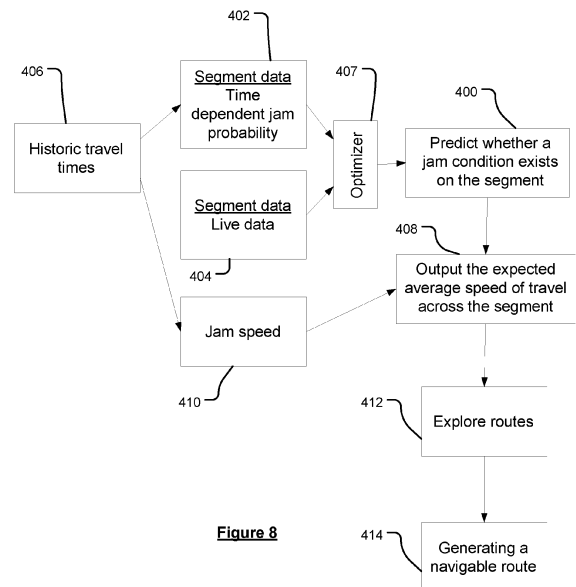 402
406
Segment data
Time
dependent jam
probability
407
400
Historic travel
times
Optimizer
Predict whether a
jam condition exists
on the segment
Segment data
Live data
404
408
Output the expected
average speed of travel
across the segment
Jam speed
410
412
Explore routes
Figure 8
414
Generating a
navigable route